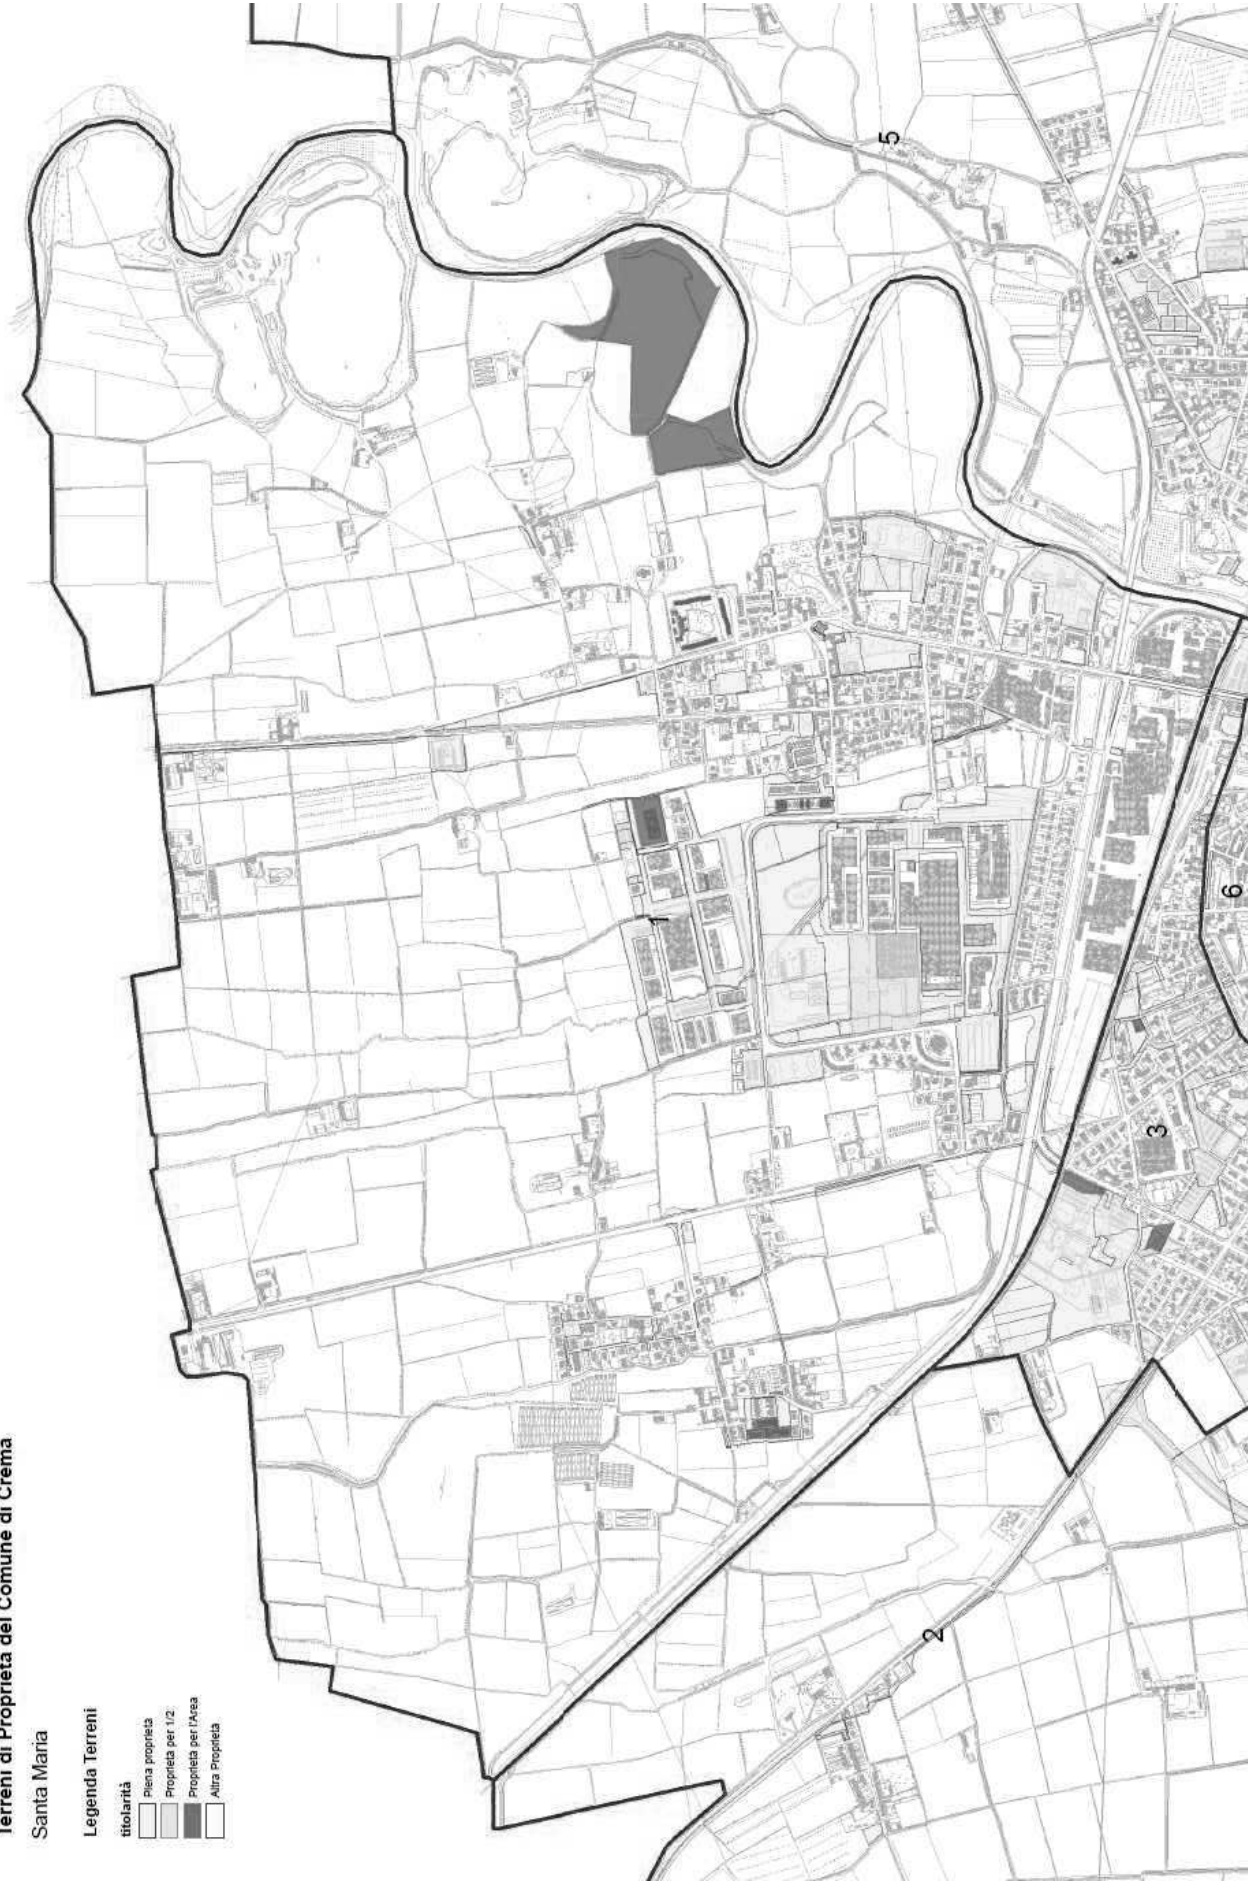 Terreni di Proprietà del Comune di Crema
Santa Maria
Legenda Terreni
titolarità
Piena proprietà
Proprietà per 1/2
Proprietà per l'Area
Altra Proprietà
5
1
6
3
2